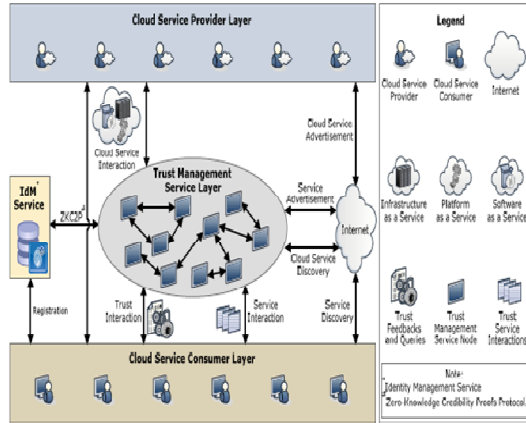 Cloud Service Provider Layer
Cloud Service
Interaction
Cloud Service
Advertisement
Trust Management
Service Layer
IdM
Service
ZKC2P
Service
Advertisement
Internet
Cloud Service
Discovery
Registration
Trust
Interaction
Service
Interaction
Service
Discovery
Cloud Service Consumer Layer
Legend
Cloud Service
Provider
Cloud Service
Consumer
Internet
Infrastructure
as a Service
Platform
as a Service
Software
as a Service
Trust
Feedbacks
and Queries
Trust
Management
Service Node
Trust
Service
Interactions
Note:
Identity Management Service
Zero Knowledge Credibility Proofs Protocol